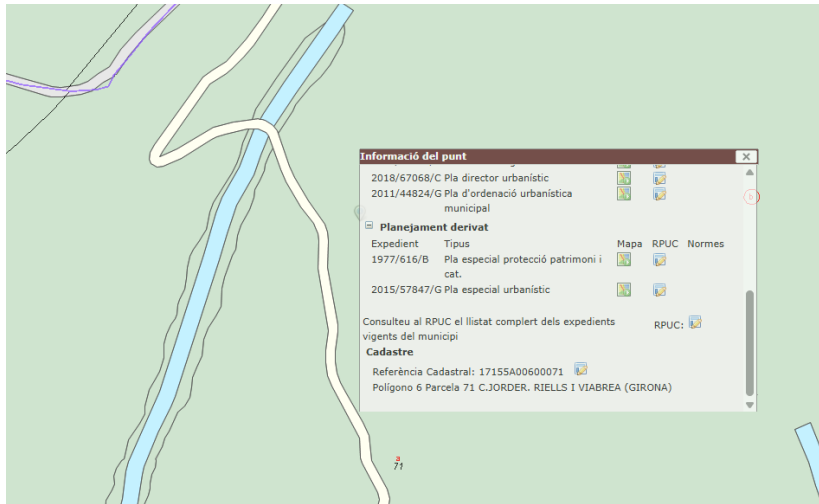 Informació del punt
2018/67068/C Pla director urbanístic
2011/44824/G Pla d'ordenació urbanística
municipal
Planejament derivat
Expedient Tipus Mapa RPUC Normes
1977/616/B Pla especial protecció patrimoni i
cat.
2015/57847/G Pla especial urbanístic
Consulteu al RPUC el llistat complert dels expedients
vigents del municipi
RPUC:
Cadastre
Referència Cadastral: 17155A00600071
Polígono 6 Parcela 71 C.JORDER. RIELLS I VIABREA (GIRONA)
a
71